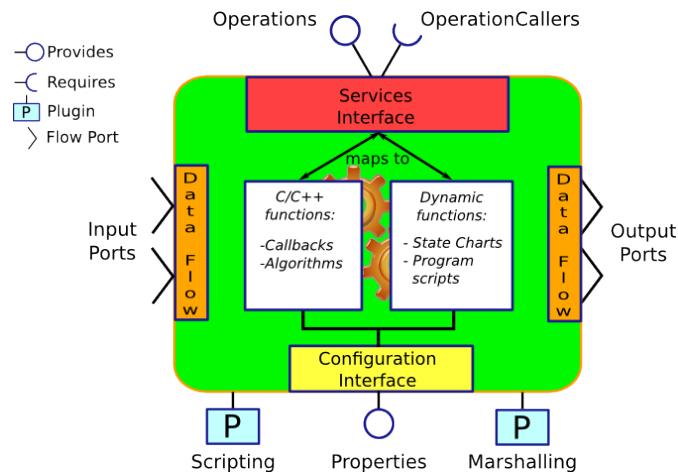 Operations
OperationCallers
Provides
Requires
P Plugin
Flow Port
Services
Interface
maps to
Data Flow
C/C++
functions:
-Callbacks
-Algorithms
Dynamic
functions:
- State Charts
- Program
scripts
Data Flow
Input
Ports
Output
Ports
Configuration
Interface
P
P
Scripting
Properties
Marshalling